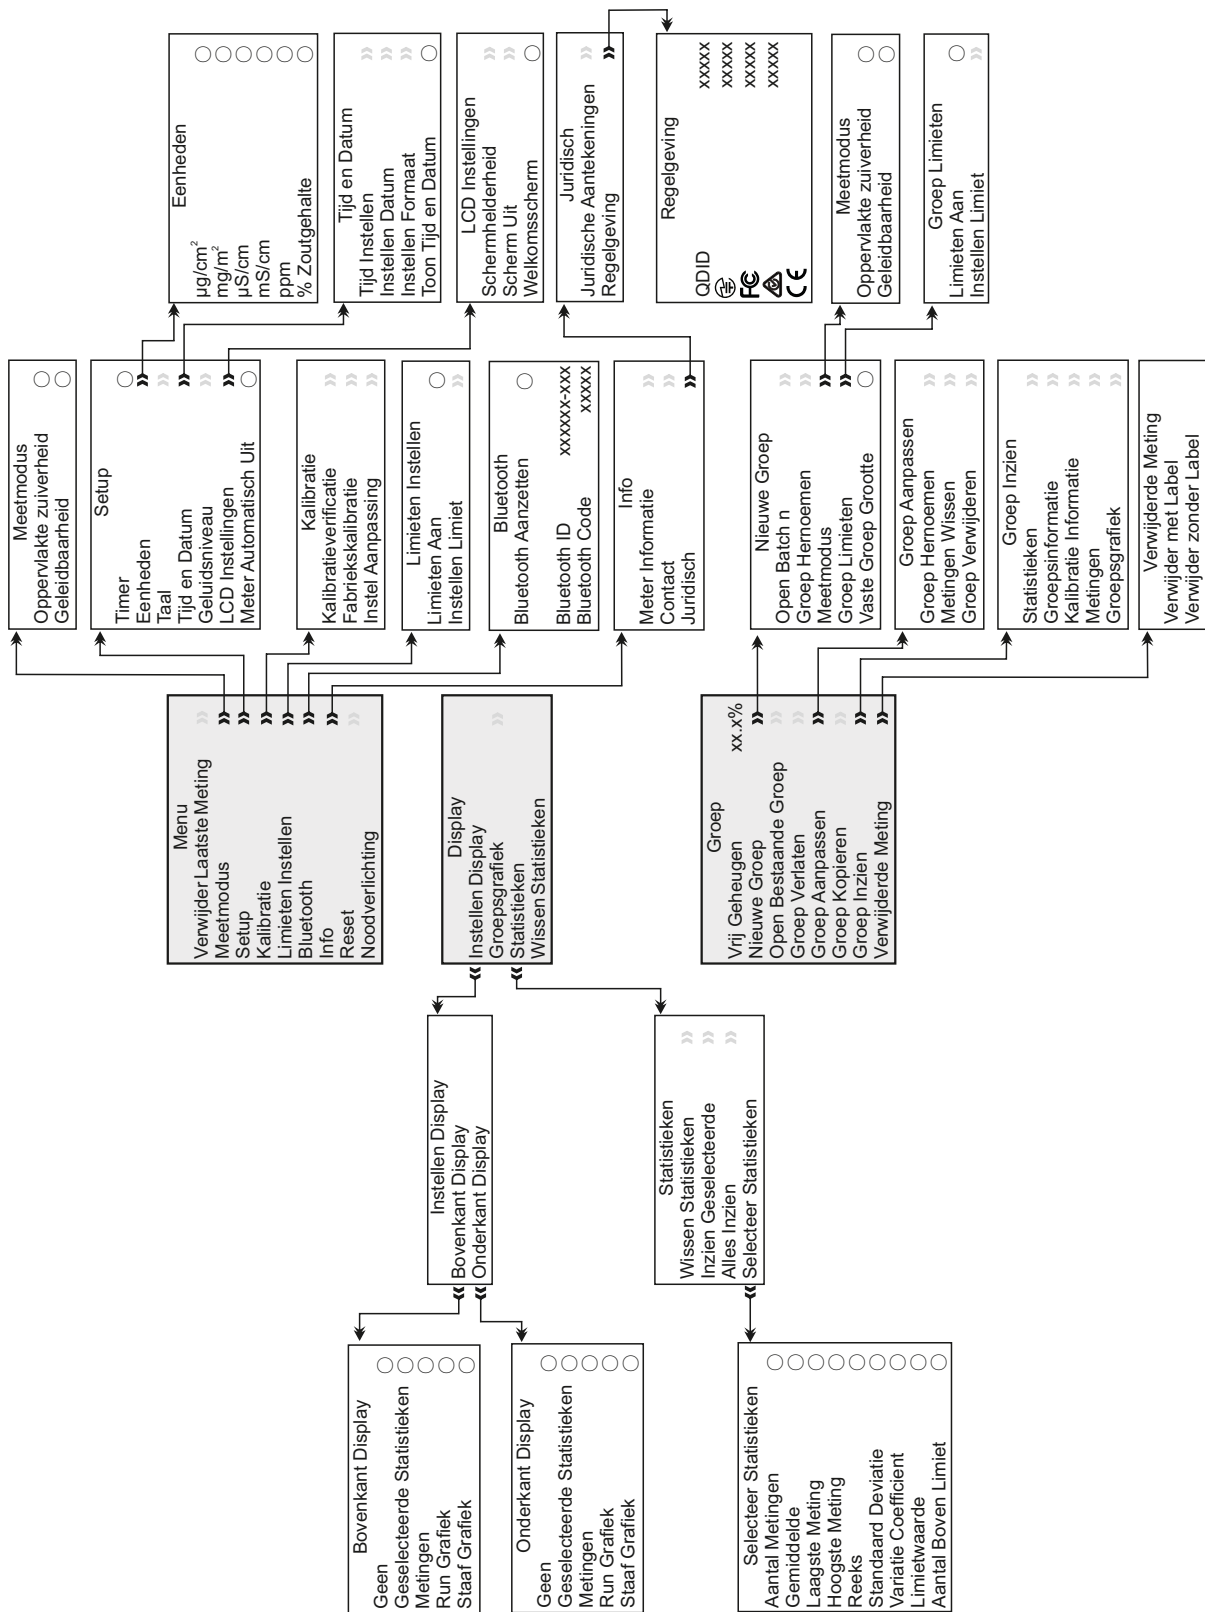 Bovenkant Display
Geen
Geselecteerde Statistieken
Metingen
Run Grafiek
Staaf Grafiek
Onderkant Display
Geen
Geselecteerde Statistieken
Metingen
Run Grafiek
Staaf Grafiek
Selecteer Statistieken
Aantal Metingen
Gemiddelde
Laagste Meting
Hoogste Meting
Reeks
Standaard Deviatie
Variatie Coefficient
Limietwaarde
Aantal Boven Limiet
Instellen Display
Bovenkant Display
Onderkant Display
Statistieken
Wissen Statistieken
Inzien Geselecteerde
Alles Inzien
Selecteer Statistieken
Menu
Verwijder Laatste Meting
Meetmodus
Setup
Kalibratie
Limieten Instellen
Bluetooth
Info
Reset
Noodverlichting
Display
Instellen Display
Groepsgrafiek
Statistieken
Wissen Statistieken
Groep
Vrij Geheugen xx.x%
Nieuwe Groep
Open Bestaande Groep
Groep Verlaten
Groep Aanpassen
Groep Kopieren
Groep Inzien
Verwijderde Meting
Meetmodus
Oppervlakte zuiverheid
Geleidbaarheid
Setup
Timer
Eenheden
Taal
Tijd en Datum
Geluidsniveau
LCD Instellingen
Meter Automatisch Uit
Kalibratie
Kalibratieverificatie
Fabriekskalibratie
Instel Aanpassing
Limieten Instellen
Limieten Aan
Instellen Limiet
Bluetooth
Bluetooth Aanzetten
Bluetooth ID xxxxxx-xxx
Bluetooth Code xxxxx
Info
Meter Informatie
Contact
Juridisch
Nieuwe Groep
Open Batch n
Groep Hernoemen
Meetmodus
Groep Limieten
Vaste Groep Grootte
Groep Aanpassen
Groep Hernoemen
Metingen Wissen
Groep Verwijderen
Groep Inzien
Statistieken
Groepsinformatie
Kalibratie Informatie
Metingen
Groepsgrafiek
Verwijderde Meting
Verwijder met Label
Verwijder zonder Label
Eenheden
µg/cm²
mg/m²
µS/cm
mS/cm
ppm
% Zoutgehalte
Tijd en Datum
Tijd Instellen
Instellen Datum
Instellen Formaat
Toon Tijd en Datum
LCD Instellingen
Schermhelderheid
Scherm Uit
Welkomsscherm
Juridisch
Juridische Aantekeningen
Regelgeving
Regelgeving
QDID xxxxx
xxxxx
FC xxxxx
CE xxxxx
Meetmodus
Oppervlakte zuiverheid
Geleidbaarheid
Groep Limieten
Limieten Aan
Instellen Limiet